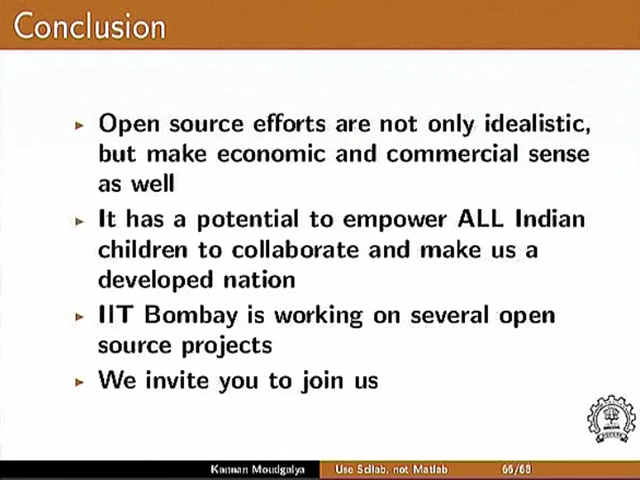 Conclusion
Open source efforts are not only idealistic,
but make economic and commercial sense
as well
It has a potential to empower ALL Indian
children to collaborate and make us a
developed nation
IIT Bombay is working on several open
source projects
We invite you to join us
Kannan Moudgalya Use Scilab, not Matlab 66/68